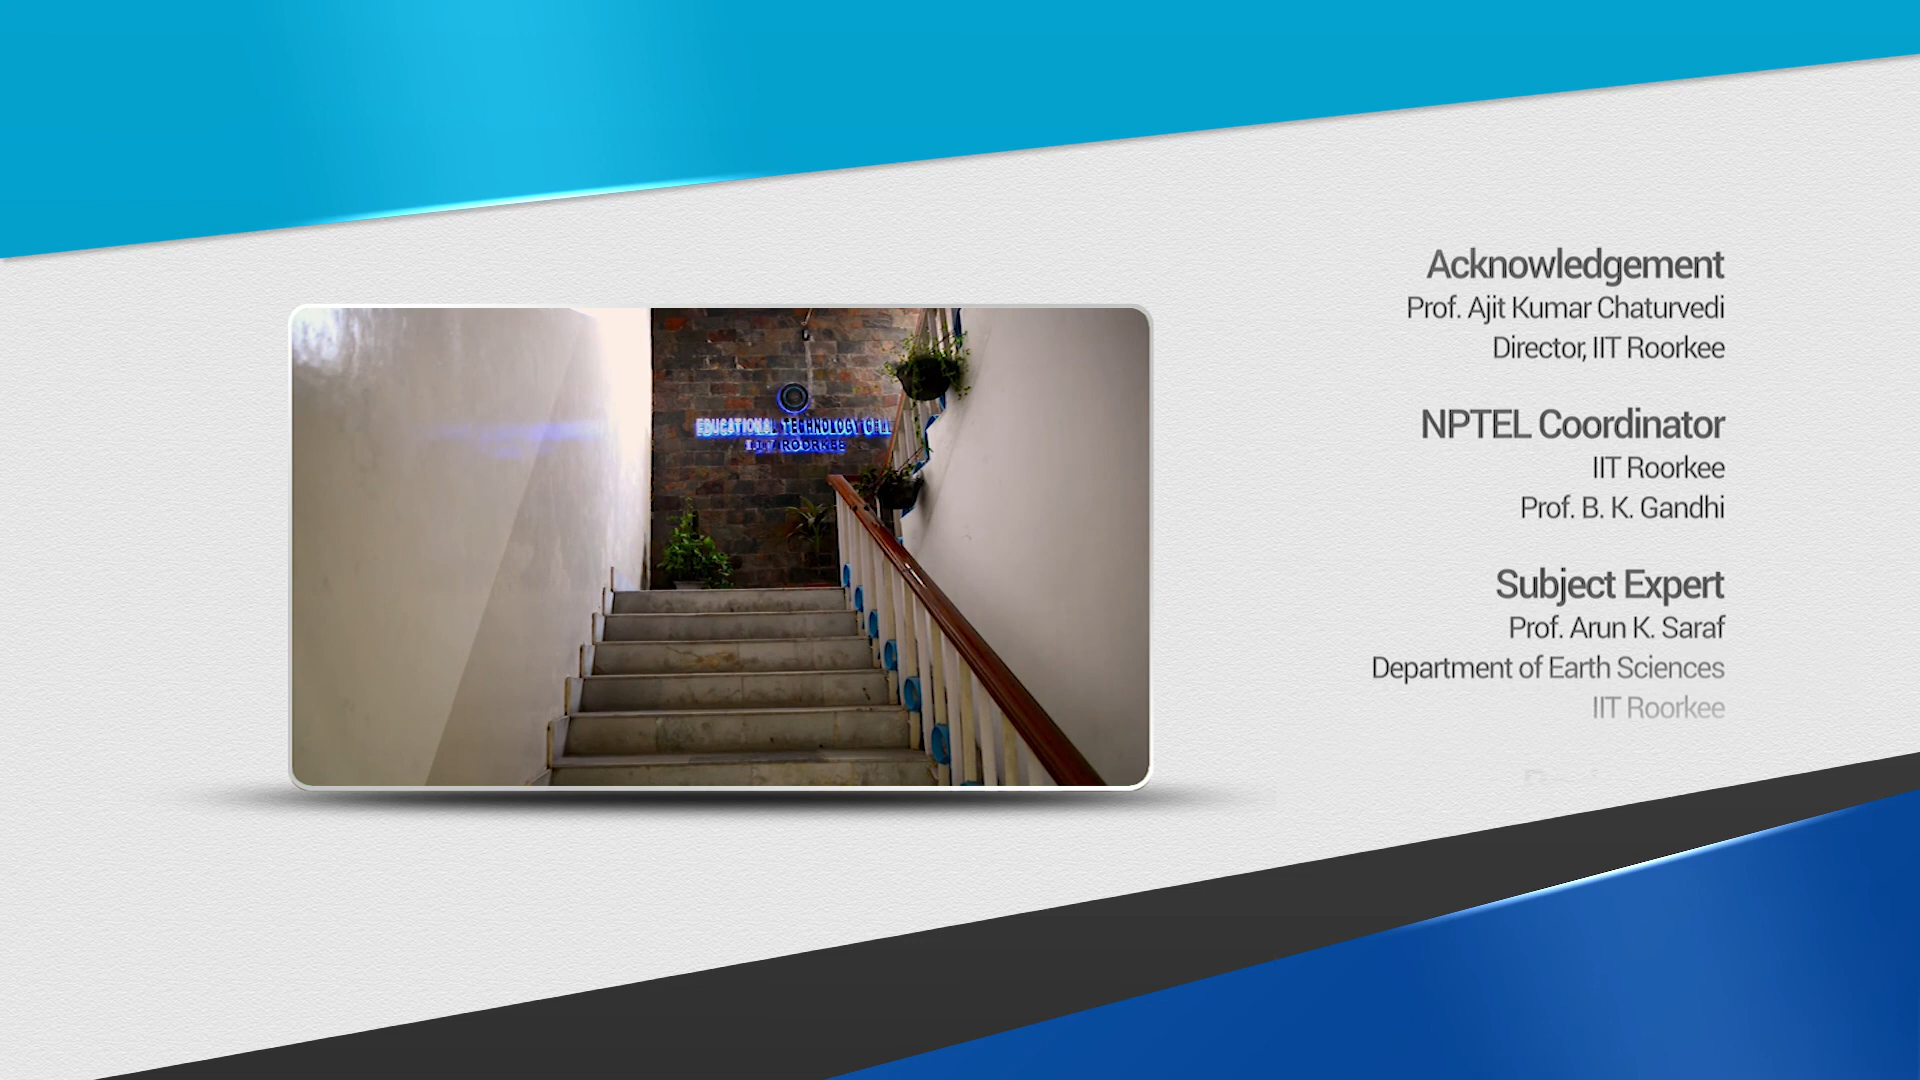 EDUCATIONAL TECHNOLOGY CELL
I.I.T ROORKEE
Acknowledgement
Prof. Ajit Kumar Chaturvedi
Director, IIT Roorkee
NPTEL Coordinator
IIT Roorkee
Prof. B. K. Gandhi
Subject Expert
Prof. Arun K. Saraf
Department of Earth Sciences
IIT Roorkee